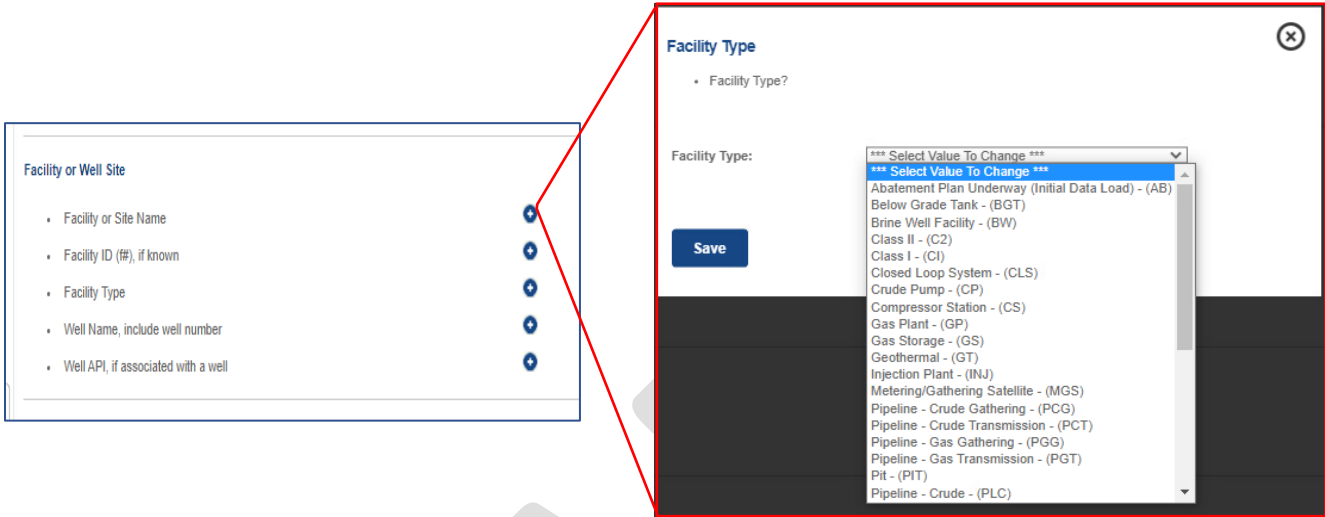 Facility or Well Site
Facility or Site Name
Facility ID (f#), if known
Facility Type
Well Name, include well number
Well API, if associated with a well
Facility Type
Facility Type?
Facility Type:
*** Select Value To Change ***
*** Select Value To Change ***
Abatement Plan Underway (Initial Data Load) - (AB)
Below Grade Tank - (BGT)
Brine Well Facility - (BW)
Class II - (C2)
Class I - (CI)
Closed Loop System - (CLS)
Crude Pump - (CP)
Compressor Station - (CS)
Gas Plant - (GP)
Gas Storage - (GS)
Geothermal - (GT)
Injection Plant - (INJ)
Metering/Gathering Satellite - (MGS)
Pipeline - Crude Gathering - (PCG)
Pipeline - Crude Transmission - (PCT)
Pipeline - Gas Gathering - (PGG)
Pipeline - Gas Transmission - (PGT)
Pit - (PIT)
Pipeline - Crude - (PLC)
Save